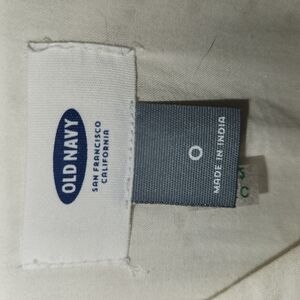 OLD NAVY
SAN FRANCISCO
CALIFORNIA
0
MADE IN INDIA